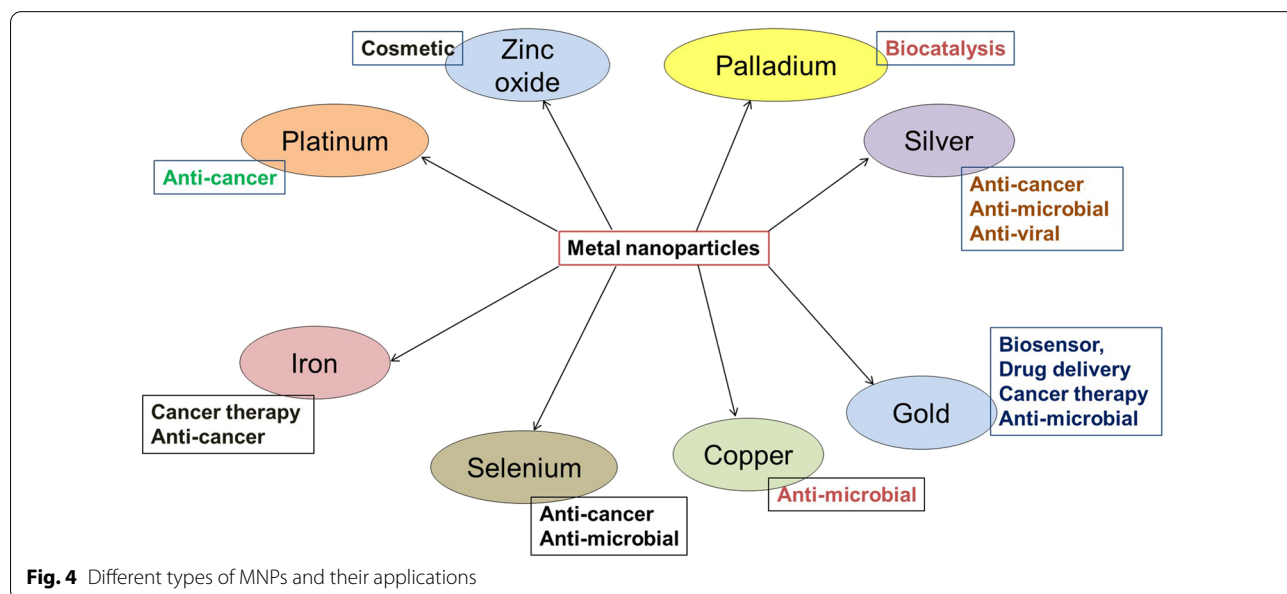 Cosmetic
Zinc
oxide
Palladium
Biocatalysis
Platinum
Anti-cancer
Silver
Anti-cancer
Anti-microbial
Anti-viral
Metal nanoparticles
Iron
Cancer therapy
Anti-cancer
Selenium
Anti-cancer
Anti-microbial
Copper
Anti-microbial
Gold
Biosensor,
Drug delivery
Cancer therapy
Anti-microbial
Fig. 4 Different types of MNPs and their applications